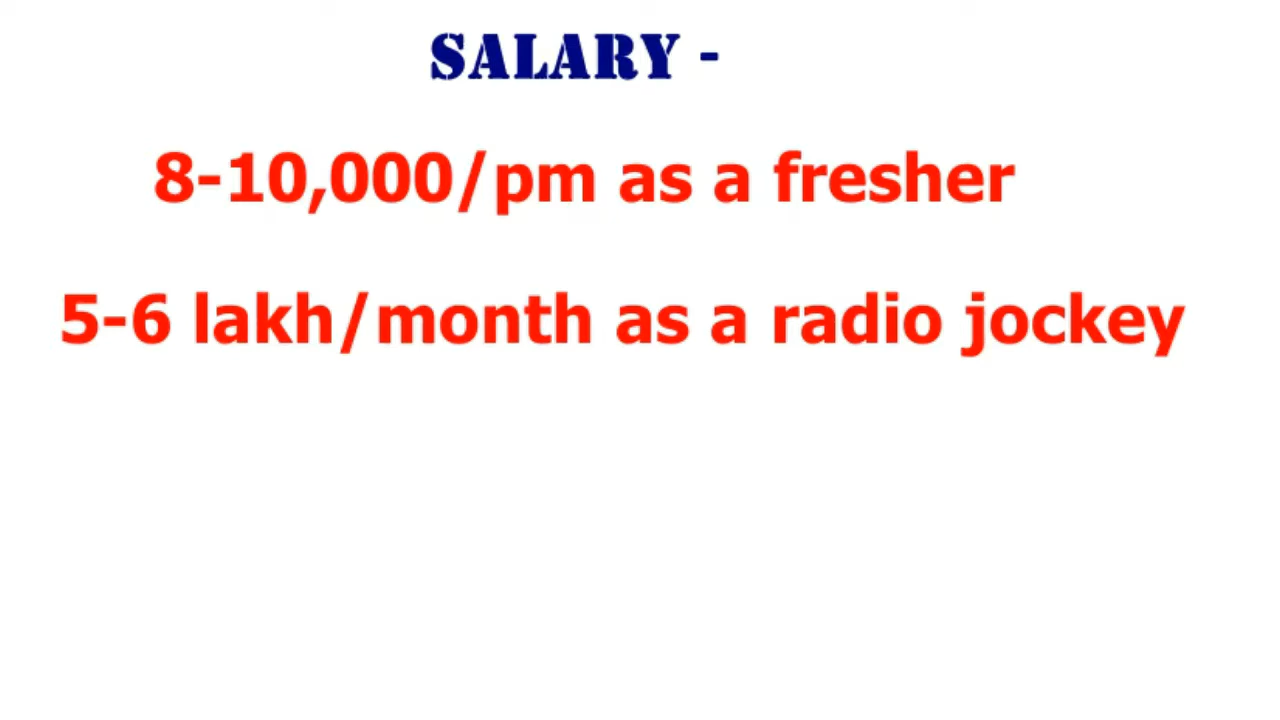 SALARY -
8-10,000/pm as a fresher
5-6 lakh/month as a radio jockey